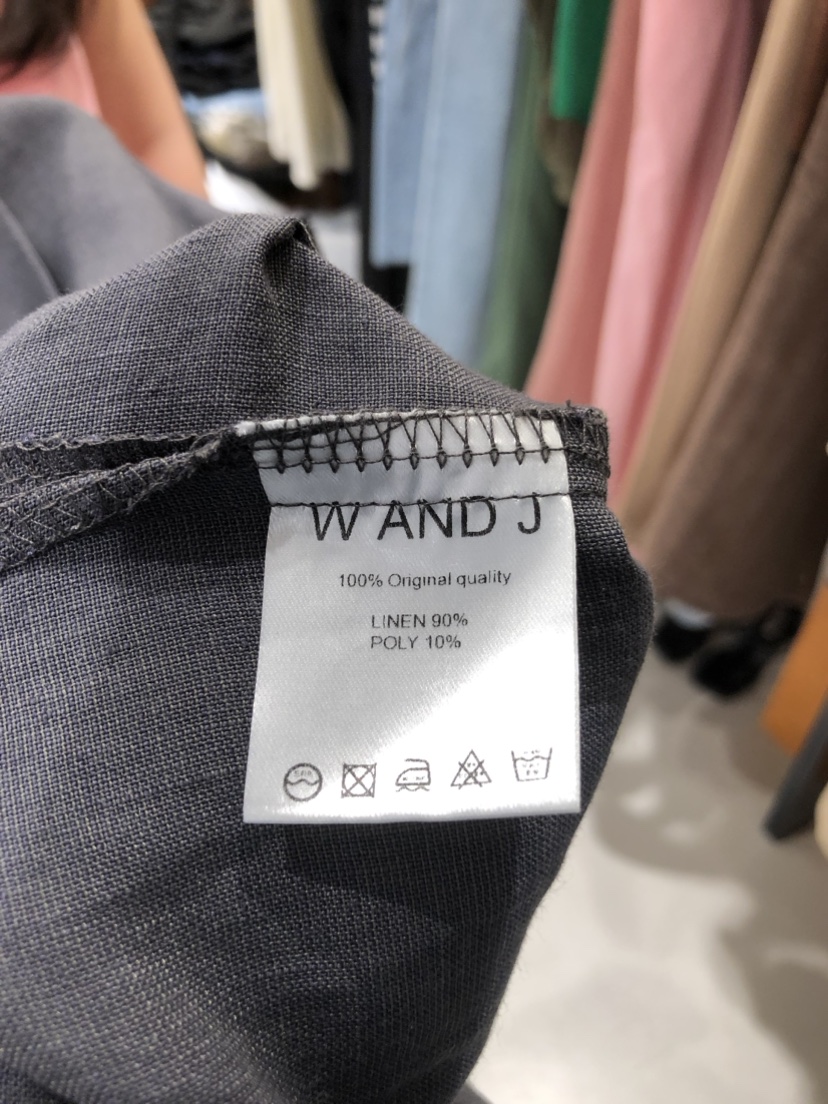 W AND J
100% Original quality
LINEN 90%
POLY 10%